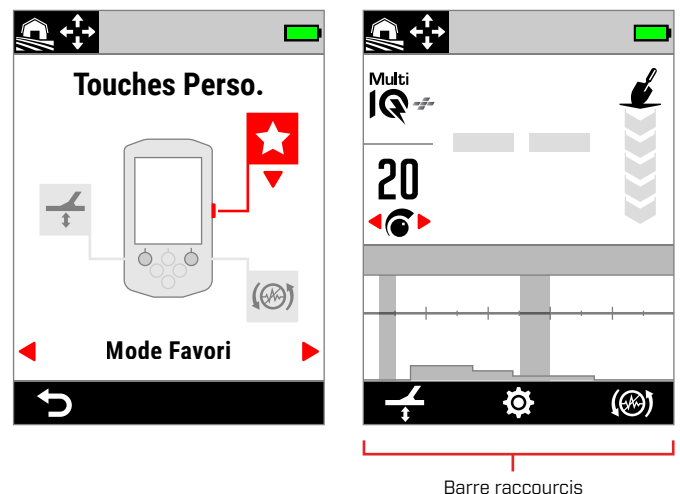 Touches Perso.
Mode Favori
Multi
IQ
20
Barre raccourcis